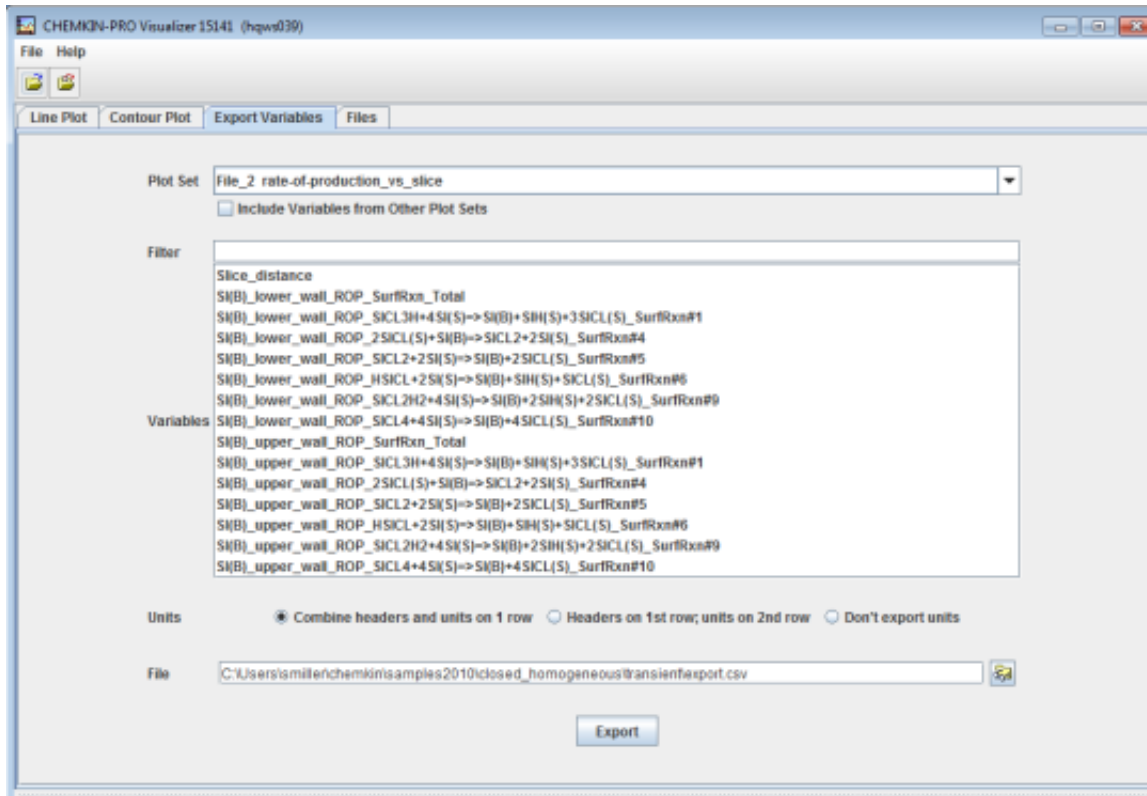 CHEMKIN-PRO Visualizer 15141 (hqws039)
File Help
Line Plot Contour Plot Export Variables Files
Plot Set File_2 rate-of-production_vs_slice
Include Variables from Other Plot Sets
Filter
Slice_distance
SI(B)_lower_wall_ROP_SurfRxn_Total
SI(B)_lower_wall_ROP_SICL3H+4SI(S)=>SI(B)+SIH(S)+3SICL(S)_SurfRxn#1
SI(B)_lower_wall_ROP_2SICL(S)+SI(B)=>SICL2+2SI(S)_SurfRxn#4
SI(B)_lower_wall_ROP_SICL2+2SI(S)=>SI(B)+2SICL(S)_SurfRxn#5
SI(B)_lower_wall_ROP_HSICL+2SI(S)=>SI(B)+SIH(S)+SICL(S)_SurfRxn#6
SI(B)_lower_wall_ROP_SICL2H2+4SI(S)=>SI(B)+2SIH(S)+2SICL(S)_SurfRxn#9
Variables SI(B)_lower_wall_ROP_SICL4+4SI(S)=>SI(B)+4SICL(S)_SurfRxn#10
SI(B)_upper_wall_ROP_SurfRxn_Total
SI(B)_upper_wall_ROP_SICL3H+4SI(S)=>SI(B)+SIH(S)+3SICL(S)_SurfRxn#1
SI(B)_upper_wall_ROP_2SICL(S)+SI(B)=>SICL2+2SI(S)_SurfRxn#4
SI(B)_upper_wall_ROP_SICL2+2SI(S)=>SI(B)+2SICL(S)_SurfRxn#5
SI(B)_upper_wall_ROP_HSICL+2SI(S)=>SI(B)+SIH(S)+SICL(S)_SurfRxn#6
SI(B)_upper_wall_ROP_SICL2H2+4SI(S)=>SI(B)+2SIH(S)+2SICL(S)_SurfRxn#9
SI(B)_upper_wall_ROP_SICL4+4SI(S)=>SI(B)+4SICL(S)_SurfRxn#10
Units Combine headers and units on 1 row Headers on 1st row; units on 2nd row Don't export units
File C:\Users\smiller\chemkin\samples2010\closed_homogeneous\transient\export.csv
Export